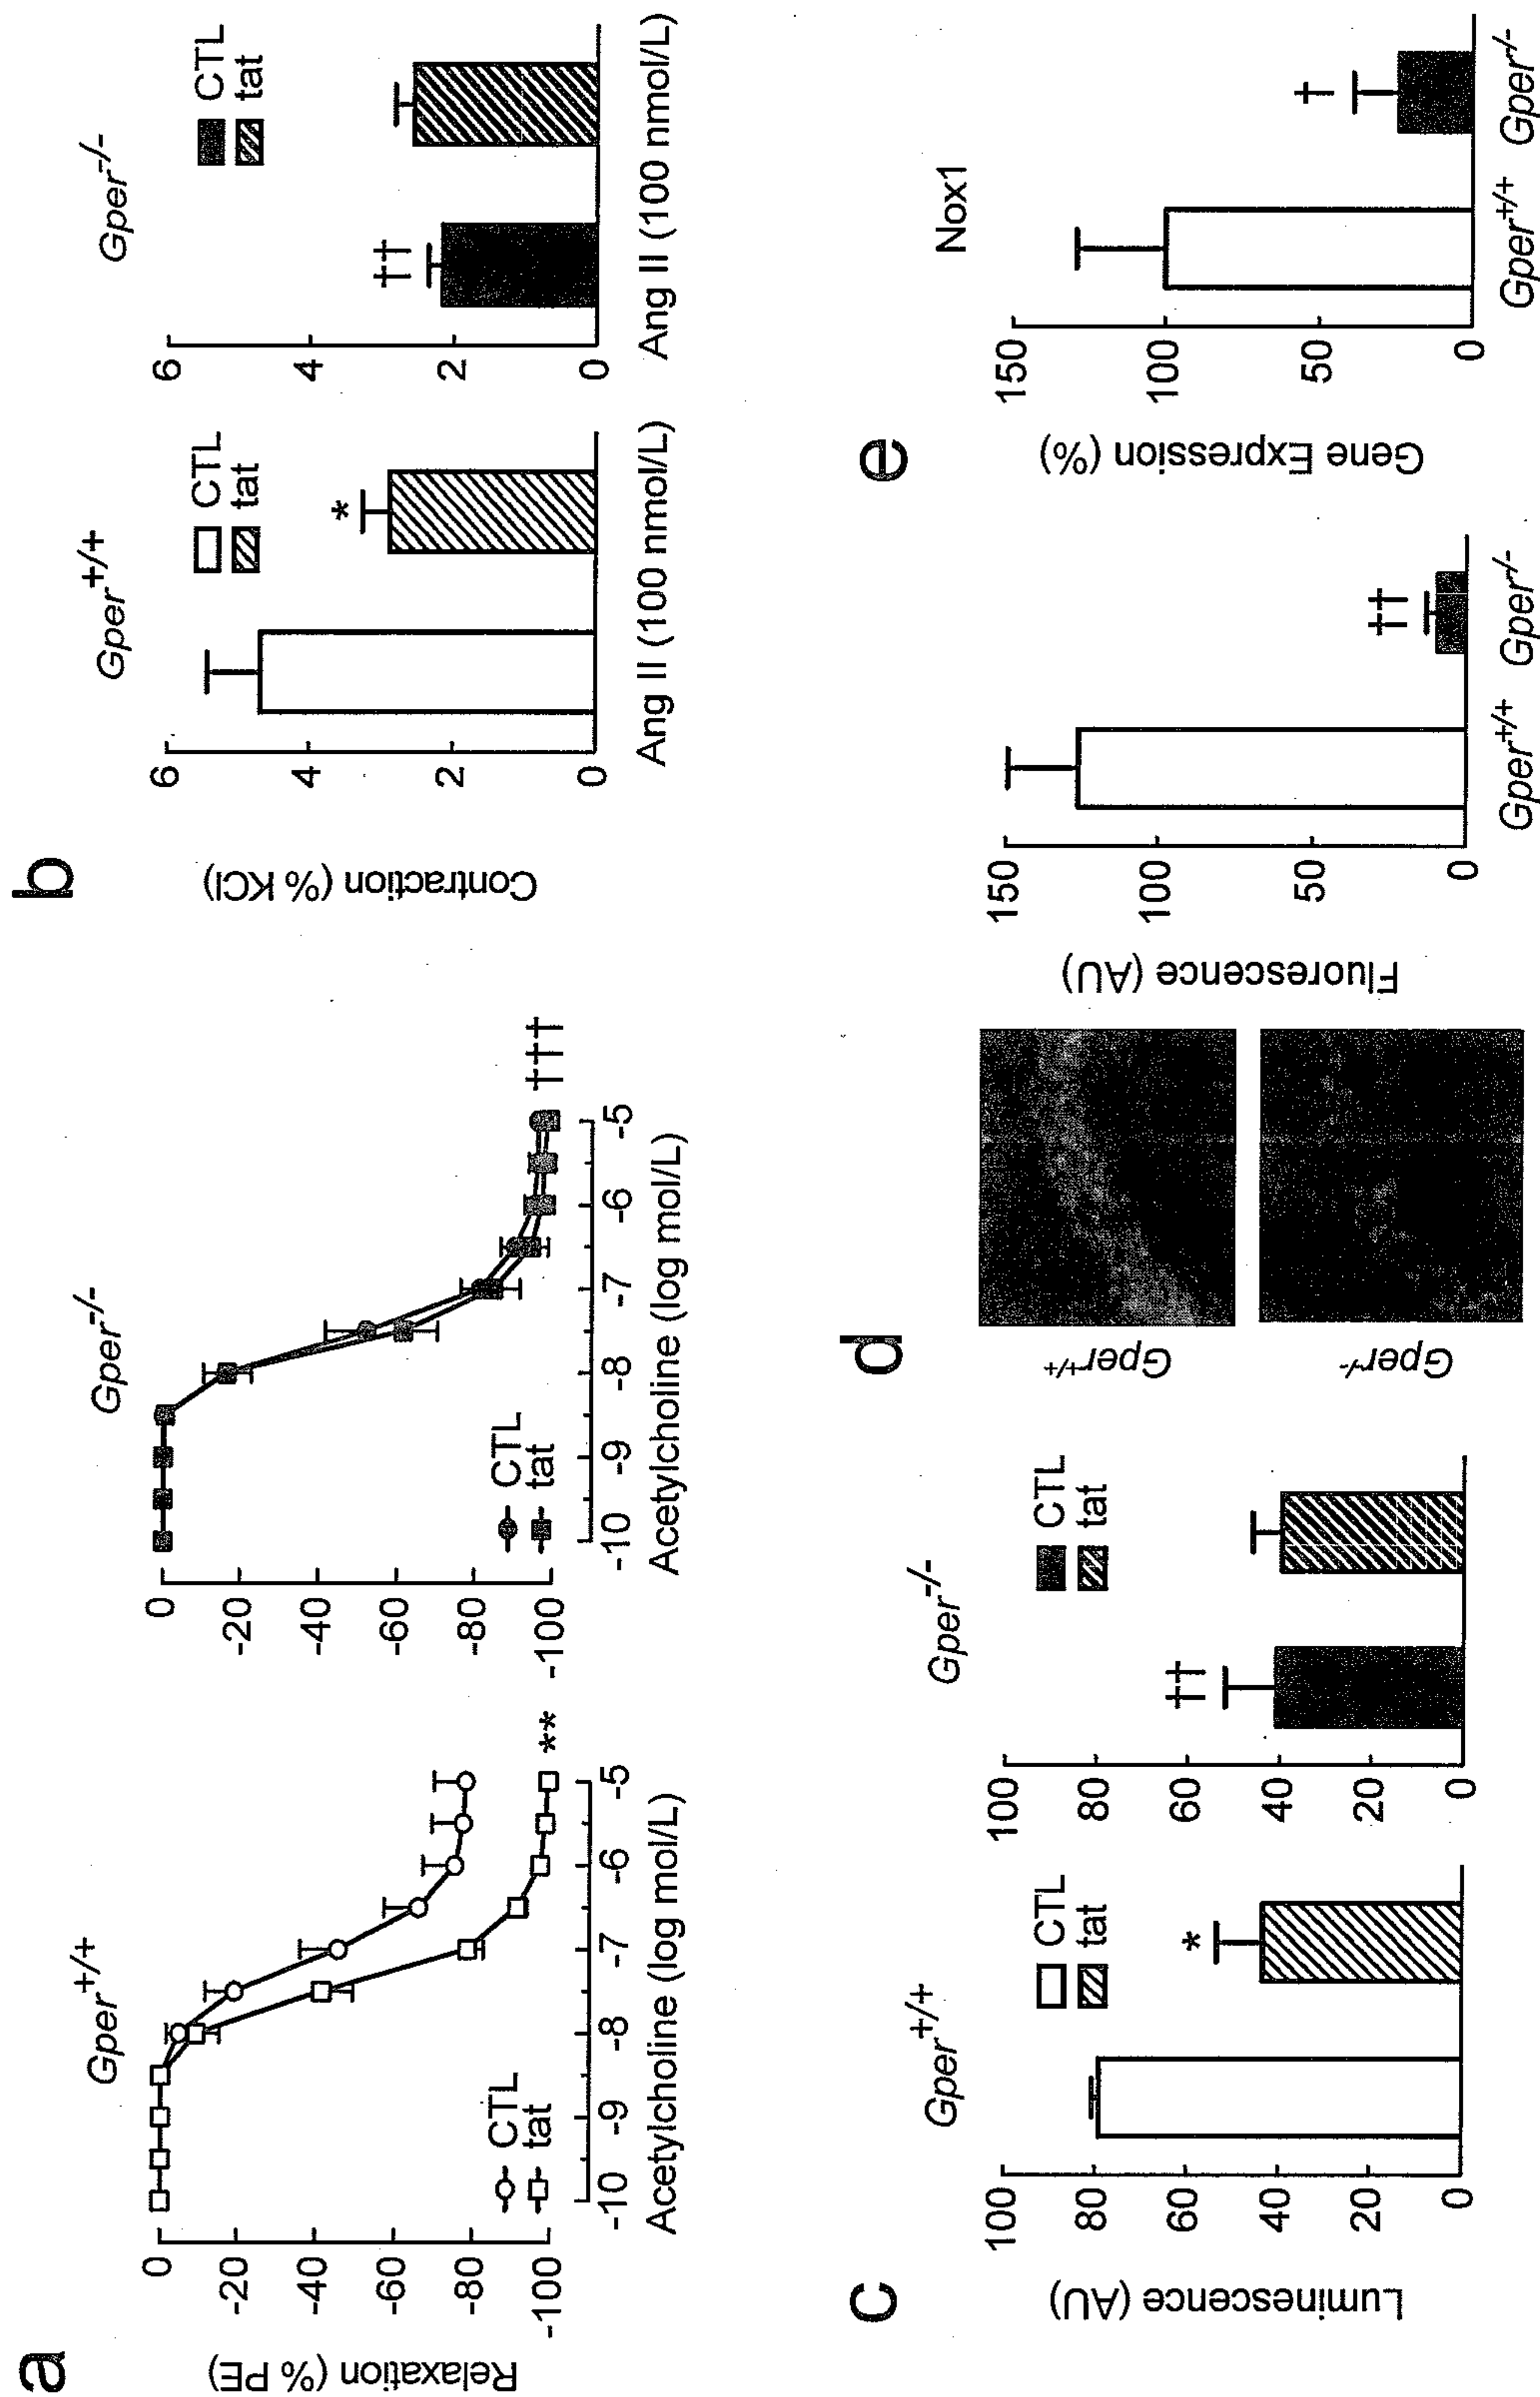 a
Relaxation (% PE)
Gper+/+
0
-20
-40
-60
-80
-100
CTL
tat
**
-10 -9 -8 -7 -6 -5
Acetylcholine (log mol/L)
Gper-/-
0
-20
-40
-60
-80
-100
CTL
tat
†††
-10 -9 -8 -7 -6 -5
Acetylcholine (log mol/L)
b
Contraction (% KCl)
Gper+/+
6
4
2
0
CTL
tat
*
Ang II (100 nmol/L)
Gper-/-
6
4
2
0
CTL
tat
††
Ang II (100 nmol/L)
c
Luminescence (AU)
Gper+/+
100
80
60
40
20
0
CTL
tat
*
Gper-/-
100
80
60
40
20
0
CTL
tat
††
d
Gper+/+
Gper-/-
Fluorescence (AU)
150
100
50
0
††
Gper+/+ Gper-/-
e
Gene Expression (%)
Nox1
150
100
50
0
†
Gper+/+ Gper-/-